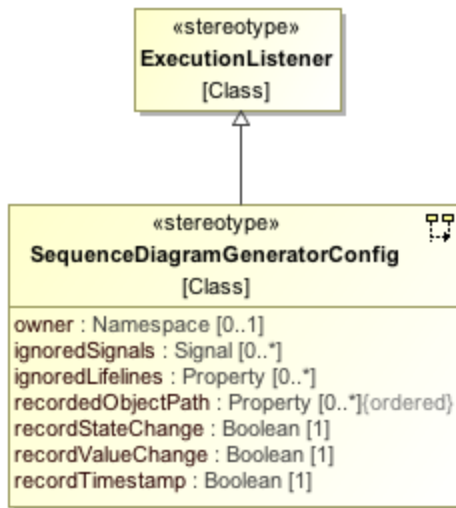 «stereotype»
ExecutionListener
[Class]
«stereotype»
SequenceDiagramGeneratorConfig
[Class]
owner : Namespace [0..1]
ignoredSignals : Signal [0..*]
ignoredLifelines : Property [0..*]
recordedObjectPath : Property [0..*]{ordered}
recordStateChange : Boolean [1]
recordValueChange : Boolean [1]
recordTimestamp : Boolean [1]